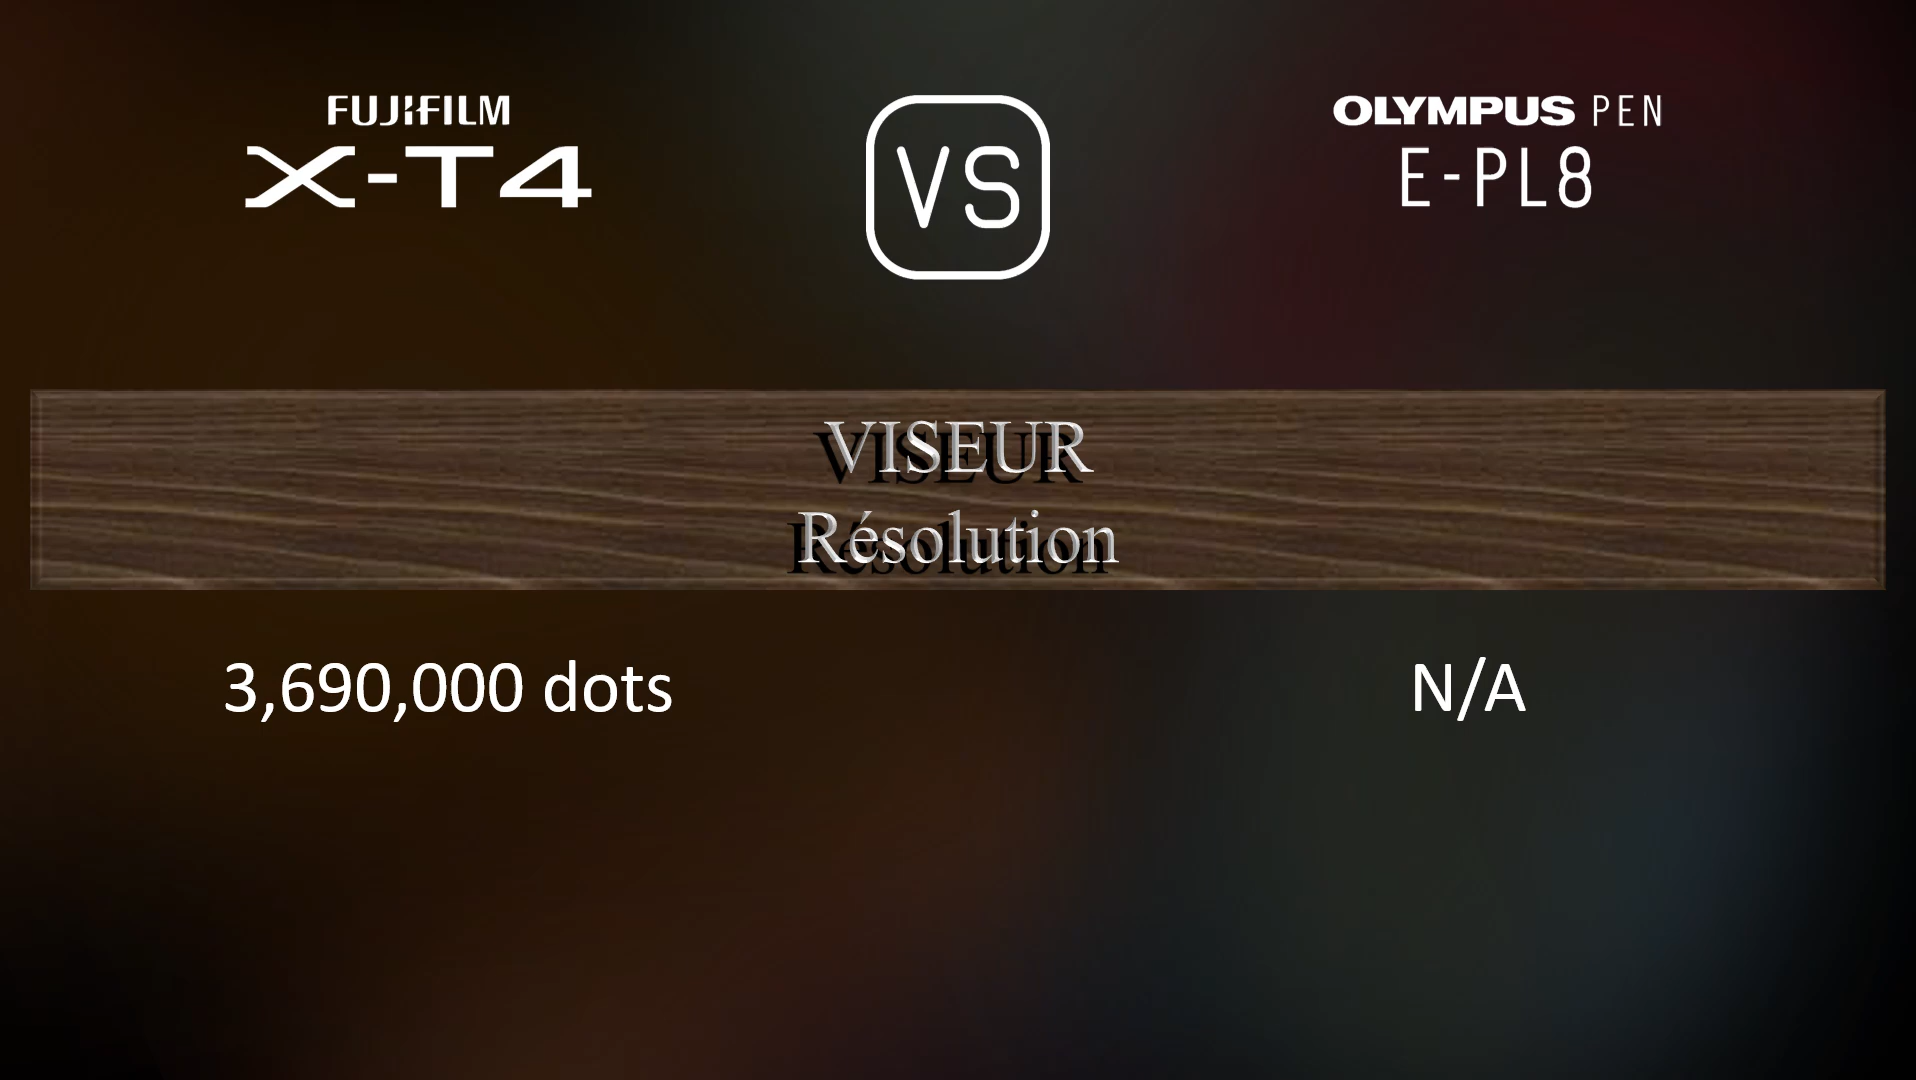 FUJIFILM
X-T4
VS
OLYMPUS PEN
E-PL8
VISEUR
Résolution
3,690,000 dots
N/A